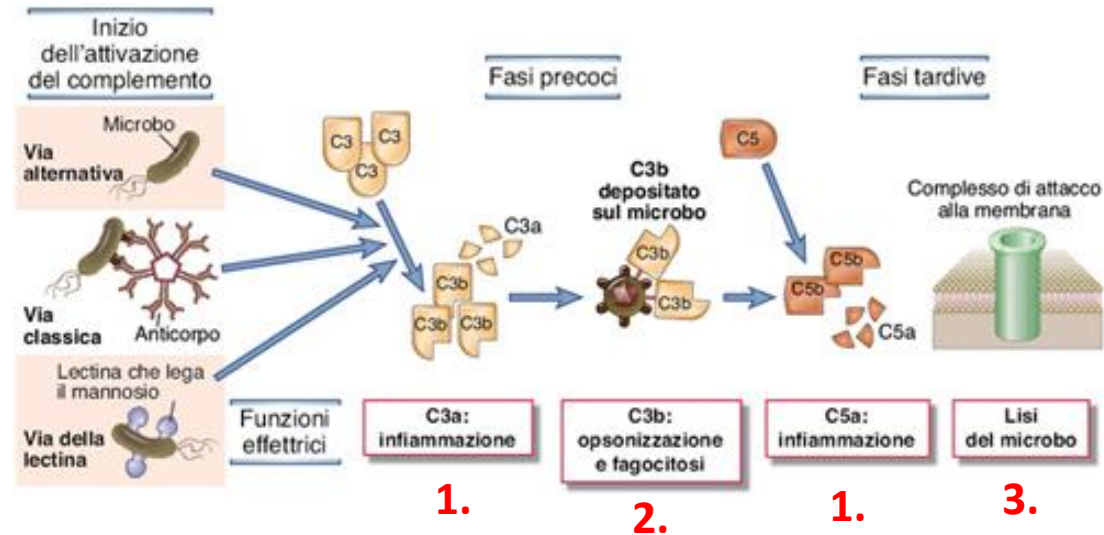 Inizio
dell'attivazione
del complemento
Fasi precoci
Fasi tardive
Microbo
Via
alternativa
C3
C3
C3
C5
C3b
depositato
sul microbo
Complesso di attacco
alla membrana
C3a
C3b
C3b
C3b
C3b
C3b
C5b
C5b
C5a
Via
classica
Anticorpo
Lectina che lega
il mannosio
Via della
lectina
Funzioni
effettrici
C3a:
infiammazione
C3b:
opsonizzazione
e fagocitosi
C5a:
infiammazione
Lisi
del microbo
1.
2.
1.
3.